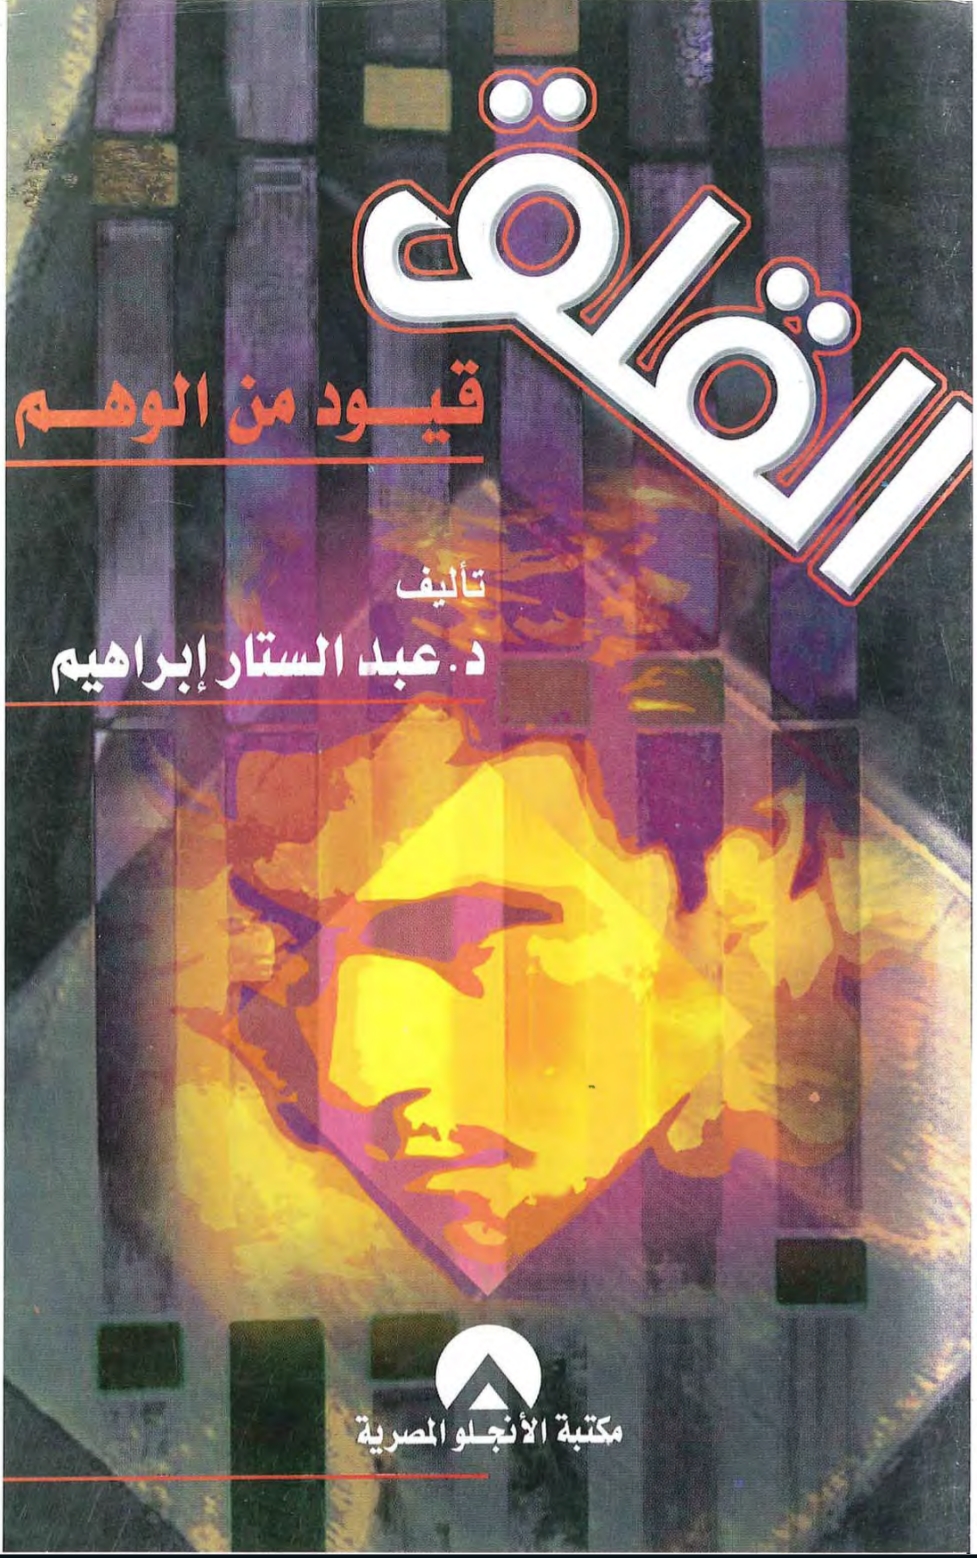 القلق
قيود من الوهم
تأليف
د. عبد الستار إبراهيم
مكتبة الأنجلو المصرية